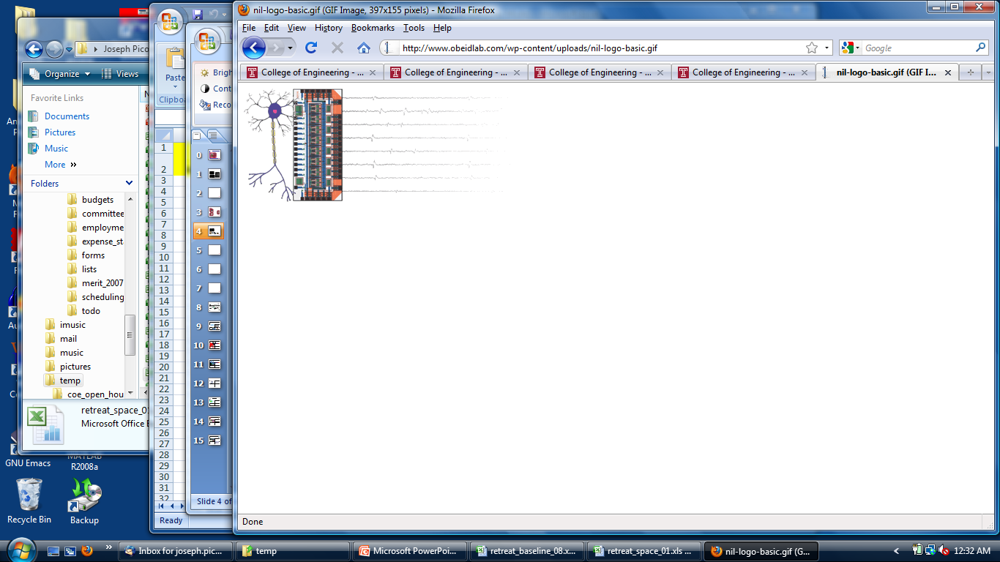 nil-logo-basic.gif (GIF Image, 397x155 pixels) - Mozilla Firefox
File Edit View History Bookmarks Tools Help
http://www.obeidlab.com/wp-content/uploads/nil-logo-basic.gif
Google
College of Engineering - ...
College of Engineering - ...
College of Engineering - ...
College of Engineering - ...
nil-logo-basic.gif (GIF I...
Joseph Pico
Organize
Views
Favorite Links
Documents
Pictures
Music
More »
Folders
budgets
committee
employme
expense_st
forms
lists
merit_2007
scheduling
todo
imusic
mail
music
pictures
temp
coe_open_hou
retreat_space_0
Microsoft Office E
Paste
Clipboa
Brigh
Cont
Reco
1
2
3
4
5
6
7
8
9
10
11
12
13
14
15
16
17
18
19
20
21
22
23
24
25
26
27
28
29
30
31
32
0
1
2
3
4
5
6
7
8
9
10
11
12
13
14
15
Slide 4 of
Ready
Done
GNU Emacs
MATLAB
R2008a
Recycle Bin
Backup
Inbox for joseph.pic...
temp
Microsoft PowerPoi...
retreat_baseline_08.x...
retreat_space_01.xls ...
nil-logo-basic.gif (G...
12:32 AM